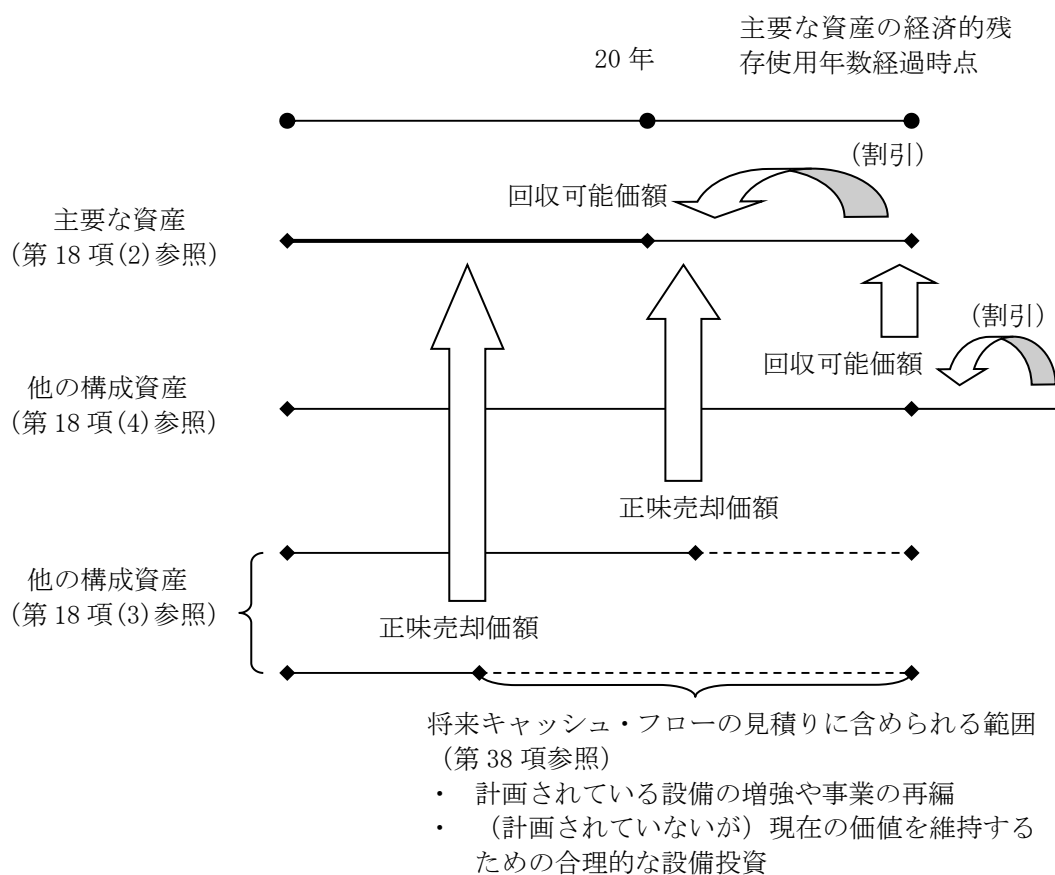 主要な資産の経済的残
20 年
存使用年数経過時点
(割引)
回収可能価額
主要な資産
(第 18 項(2)参照)
(割引)
回収可能価額
他の構成資産
(第 18 項(4)参照)
正味売却価額
他の構成資産
(第 18 項(3)参照)
正味売却価額
将来キャッシュ・フローの見積りに含められる範囲
(第 38 項参照)
・ 計画されている設備の増強や事業の再編
・ (計画されていないが)現在の価値を維持する
ための合理的な設備投資